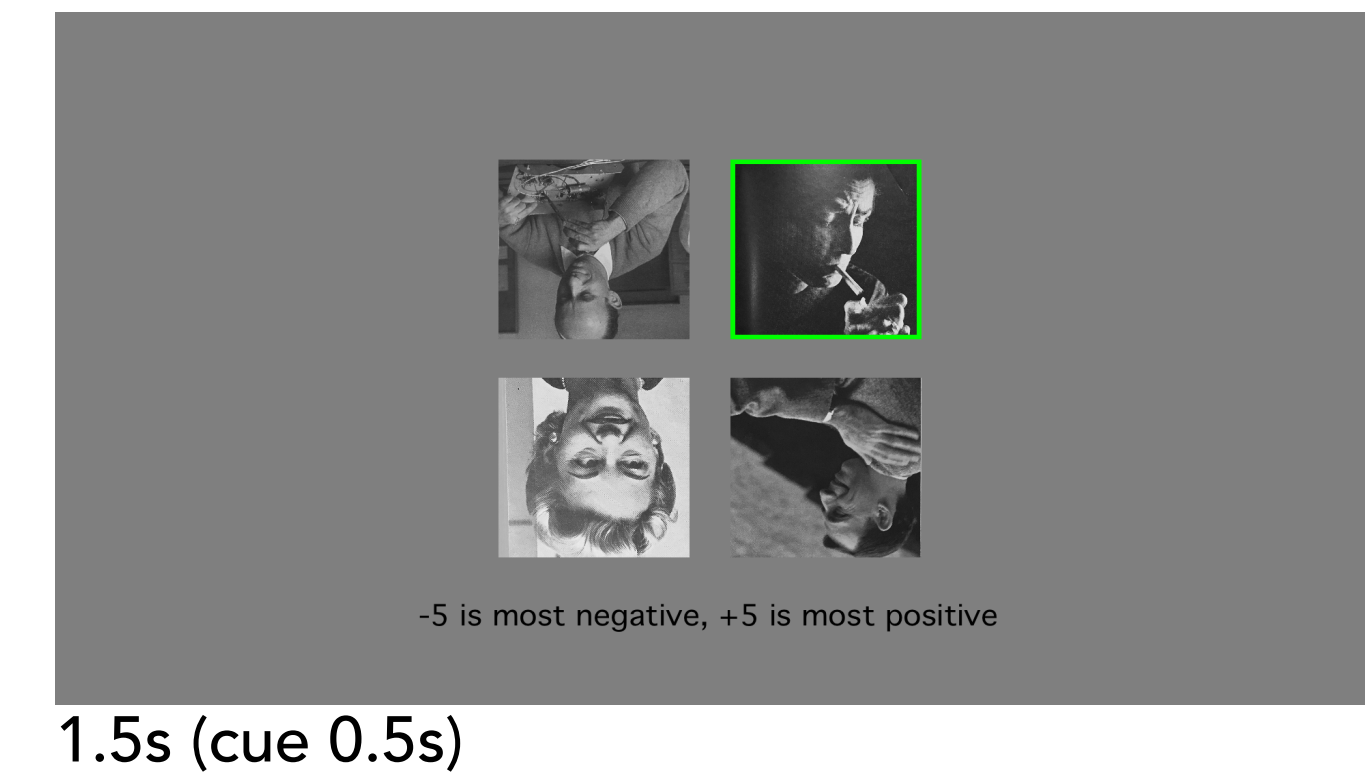 -5 is most negative, +5 is most positive
1.5s (cue 0.5s)